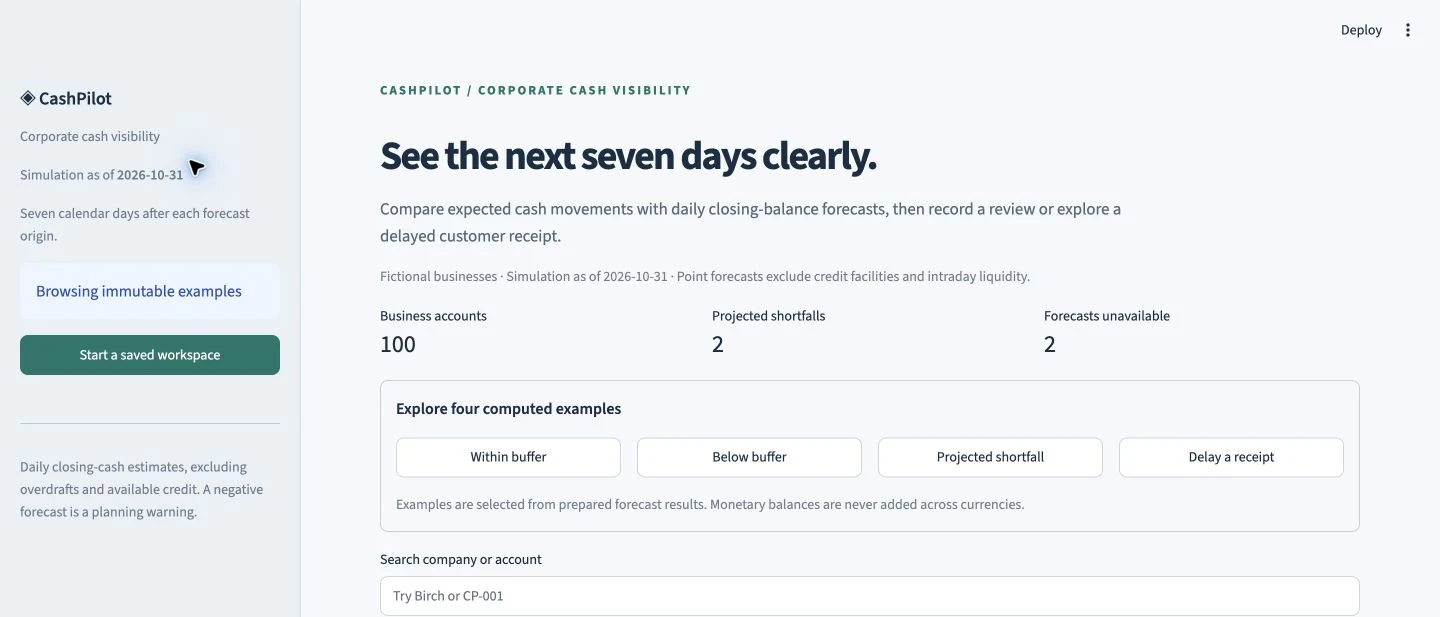 Deploy
CashPilot
Corporate cash visibility
Simulation as of 2026-10-31
Seven calendar days after each forecast
origin.
Browsing immutable examples
Start a saved workspace
Daily closing-cash estimates, excluding
overdrafts and available credit. A negative
forecast is a planning warning.
CASHPILOT / CORPORATE CASH VISIBILITY
See the next seven days clearly.
Compare expected cash movements with daily closing-balance forecasts, then record a review or explore a
delayed customer receipt.
Fictional businesses · Simulation as of 2026-10-31 · Point forecasts exclude credit facilities and intraday liquidity.
Business accounts
100
Projected shortfalls
2
Forecasts unavailable
2
Explore four computed examples
Within buffer
Below buffer
Projected shortfall
Delay a receipt
Examples are selected from prepared forecast results. Monetary balances are never added across currencies.
Search company or account
Try Birch or CP-001